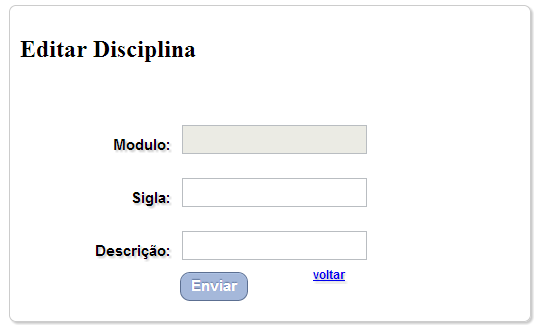 Editar Disciplina
Modulo:
Sigla:
Descrição:
Enviar voltar